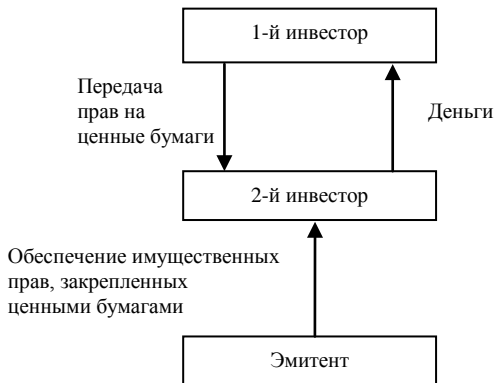 1-й инвестор
Передача
прав на
ценные бумаги
Деньги
2-й инвестор
Обеспечение имущественных
прав, закрепленных
ценными бумагами
Эмитент